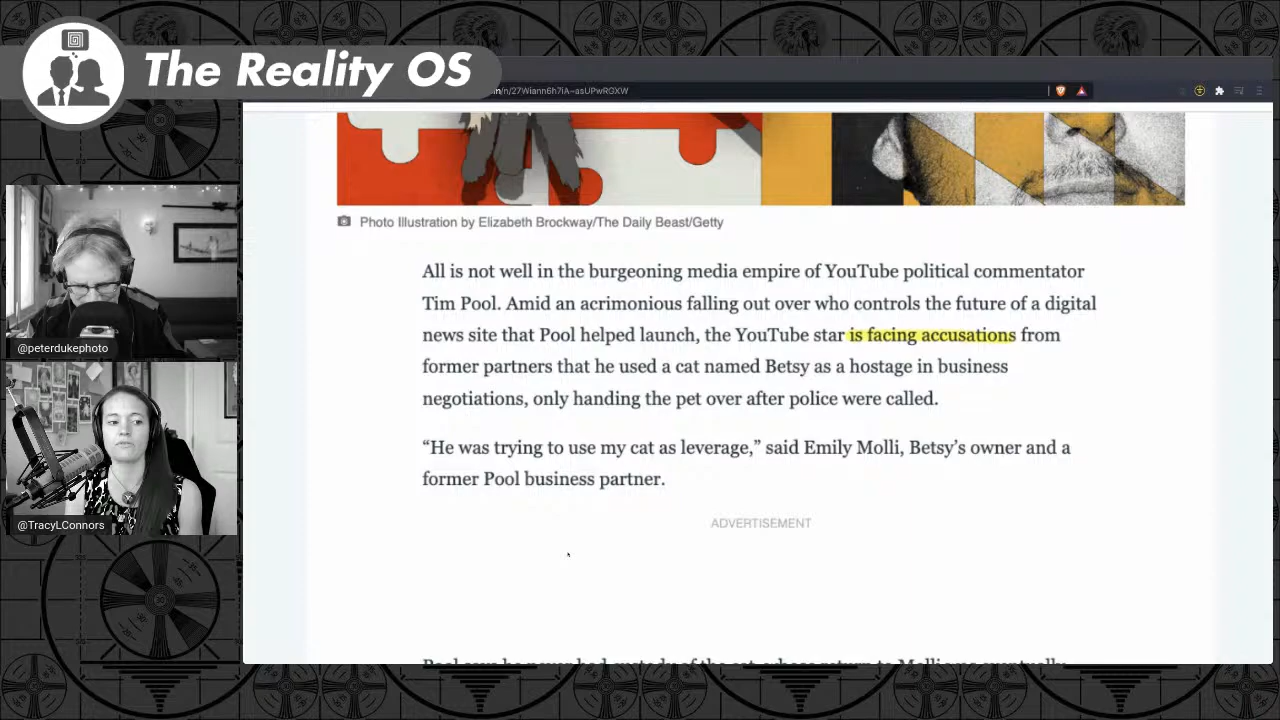 The Reality OS
n/27Wiann6h7iA-asUPwRGXW
Photo Illustration by Elizabeth Brockway/The Daily Beast/Getty
All is not well in the burgeoning media empire of YouTube political commentator
Tim Pool. Amid an acrimonious falling out over who controls the future of a digital
news site that Pool helped launch, the YouTube star is facing accusations from
former partners that he used a cat named Betsy as a hostage in business
negotiations, only handing the pet over after police were called.
“He was trying to use my cat as leverage,” said Emily Molli, Betsy’s owner and a
former Pool business partner.
ADVERTISEMENT
@peterdukephoto
@TracyLConnors